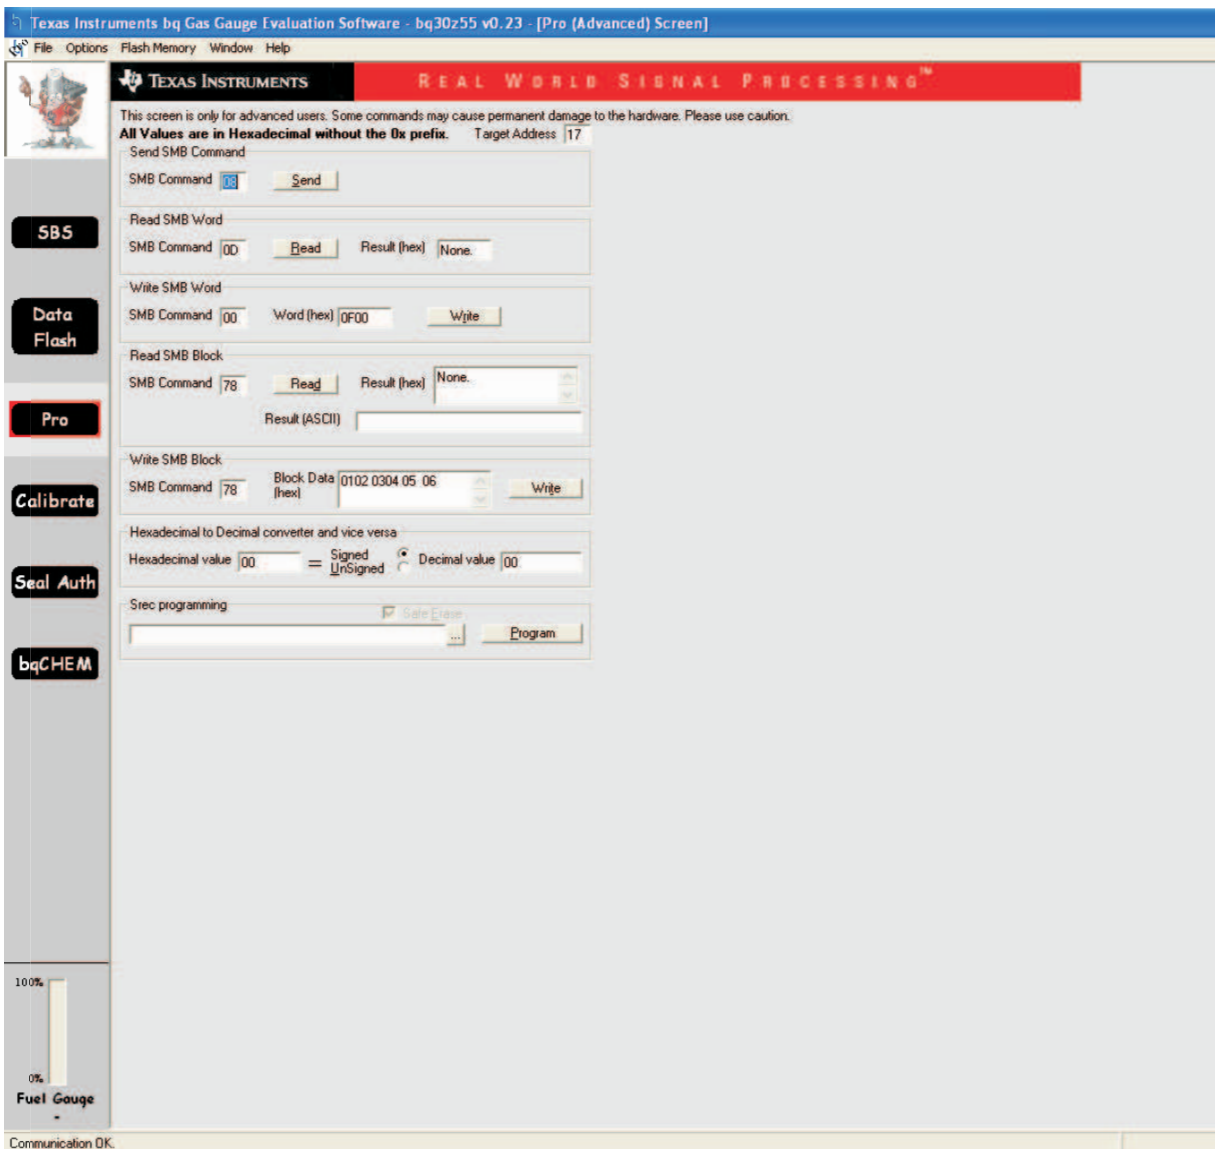 Texas Instruments bq Gas Gauge Evaluation Software - bq30z55 v0.23 - [Pro (Advanced) Screen]
File Options Flash Memory Window Help
TEXAS INSTRUMENTS REAL WORLD SIGNAL PROCESSING™
This screen is only for advanced users. Some commands may cause permanent damage to the hardware. Please use caution.
All Values are in Hexadecimal without the 0x prefix. Target Address 17
Send SMB Command
SMB Command 08 Send
Read SMB Word
SMB Command 0D Read Result (hex) None.
Write SMB Word
SMB Command 00 Word (hex) 0F00 Write
Read SMB Block
SMB Command 78 Read Result (hex) None.
Result (ASCII)
Write SMB Block
SMB Command 78 Block Data (hex) 0102 0304 05 06 Write
Hexadecimal to Decimal converter and vice versa
Hexadecimal value 00 = Signed UnSigned Decimal value 00
Srec programming Safe Erase
... Program
SBS
Data
Flash
Pro
Calibrate
Seal Auth
bqCHEM
100%
0%
Fuel Gauge
-
Communication OK.